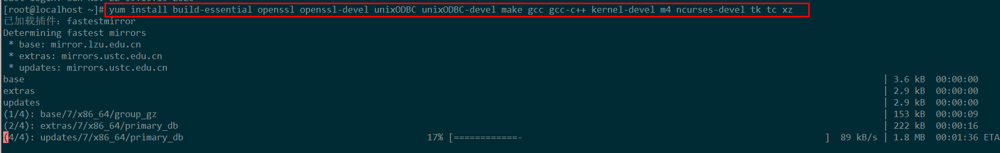 [root@localhost ~]# yum install build-essential openssl openssl-devel unixODBC unixODBC-devel make gcc gcc-c++ kernel-devel m4 ncurses-devel tk tc xz
已加载插件：fastestmirror
Determining fastest mirrors
 * base: mirror.lzu.edu.cn
 * extras: mirrors.ustc.edu.cn
 * updates: mirrors.ustc.edu.cn
base | 3.6 kB 00:00:00
extras | 2.9 kB 00:00:00
updates | 2.9 kB 00:00:00
(1/4): base/7/x86_64/group_gz | 153 kB 00:00:09
(2/4): extras/7/x86_64/primary_db | 222 kB 00:00:16
(4/4): updates/7/x86_64/primary_db 17% [============- ] 89 kB/s | 1.8 MB 00:01:36 ETA